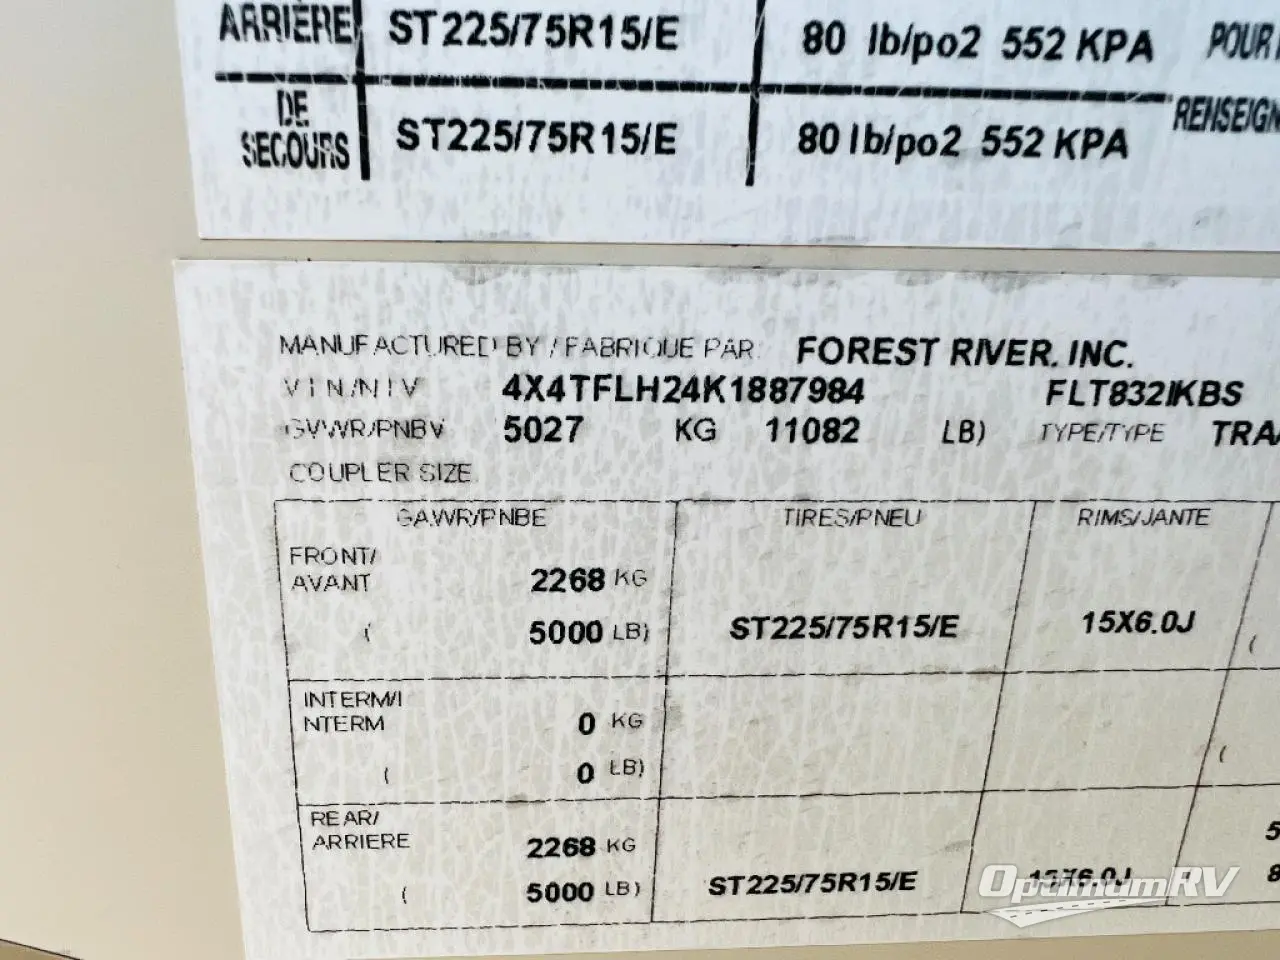 ARRIÈRE ST225/75R15/E 80 lb/po2 552 KPA POUR
DE SECOURS ST225/75R15/E 80 lb/po2 552 KPA
MANUFACTURED BY / FABRIQUE PAR FOREST RIVER, INC.
VIN/NIV 4X4TFLH24K1887984 FLT832IKBS
GVWR/PNBV 5027 KG 11082 LB) TYPE/TYPE
COUPLER SIZE
GAWR/PNBE TIRES/PNEU RIMS/JANTE
FRONT/
AVANT 2268 KG
( 5000 LB) ST225/75R15/E 15X6.0J (
INTERM/I
NTERM 0 KG
( 0 LB) (
REAR/
ARRIERE 2268 KG
( 5000 LB) ST225/75R15/E 15X6.0J
OptimumRV